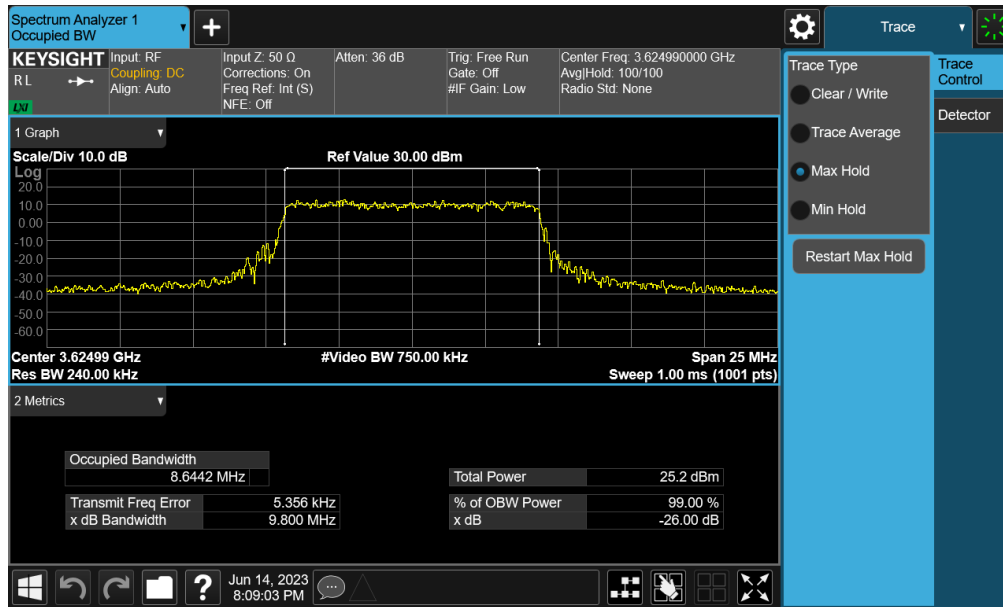 Spectrum Analyzer 1
Occupied BW
Trace
KEYSIGHT
R L
LXI
Input: RF
Coupling: DC
Align: Auto
Input Z: 50 Ω
Corrections: On
Freq Ref: Int (S)
NFE: Off
Atten: 36 dB
Trig: Free Run
Gate: Off
#IF Gain: Low
Center Freq: 3.624990000 GHz
Avg|Hold: 100/100
Radio Std: None
Trace Type
Clear / Write
Trace Average
Max Hold
Min Hold
Restart Max Hold
Trace
Control
Detector
1 Graph
Scale/Div 10.0 dB
Ref Value 30.00 dBm
Log
20.0
10.0
0.00
-10.0
-20.0
-30.0
-40.0
-50.0
-60.0
Center 3.62499 GHz
#Video BW 750.00 kHz
Span 25 MHz
Res BW 240.00 kHz
Sweep 1.00 ms (1001 pts)
2 Metrics
Occupied Bandwidth
8.6442 MHz
Total Power 25.2 dBm
Transmit Freq Error 5.356 kHz
% of OBW Power 99.00 %
x dB Bandwidth 9.800 MHz
x dB -26.00 dB
Jun 14, 2023
8:09:03 PM